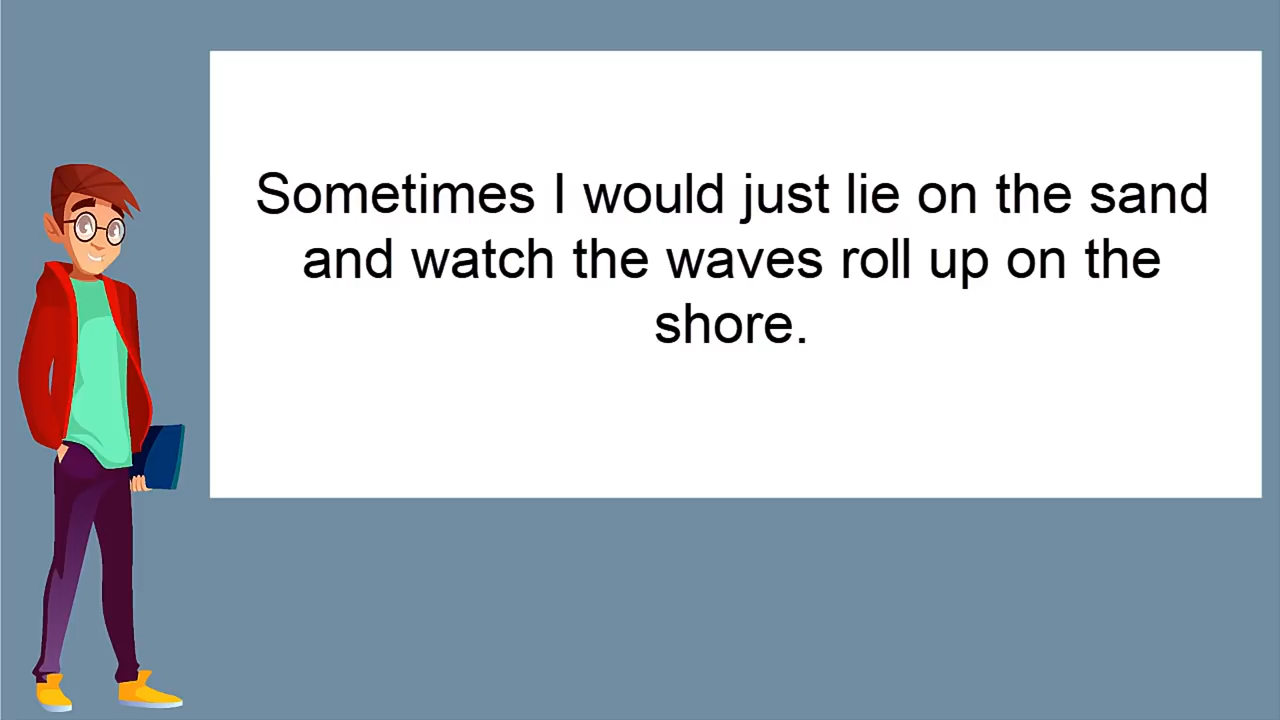 Sometimes I would just lie on the sand
and watch the waves roll up on the
shore.